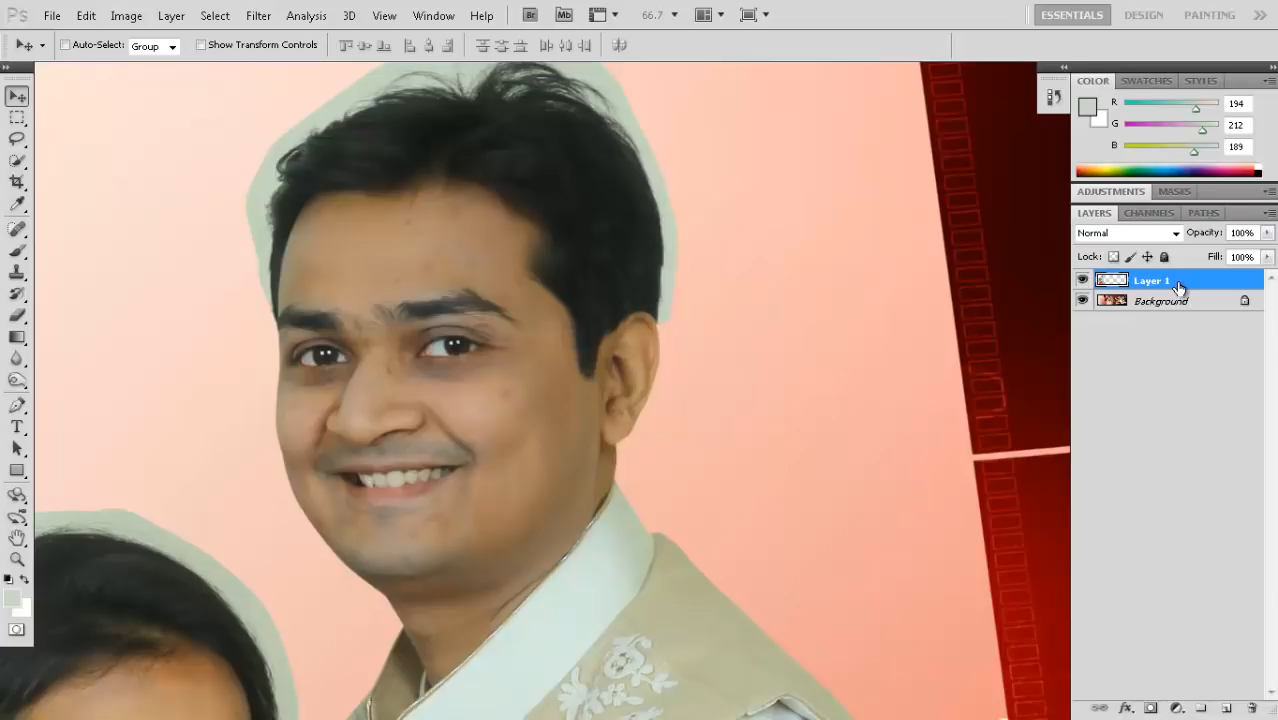 Ps File Edit Image Layer Select Filter Analysis 3D View Window Help Br Mb 66.7 ESSENTIALS DESIGN PAINTING
Auto-Select: Group Show Transform Controls
COLOR SWATCHES STYLES
R 194
G 212
B 189
ADJUSTMENTS MASKS
LAYERS CHANNELS PATHS
Normal Opacity: 100%
Lock: Fill: 100%
Layer 1
Background